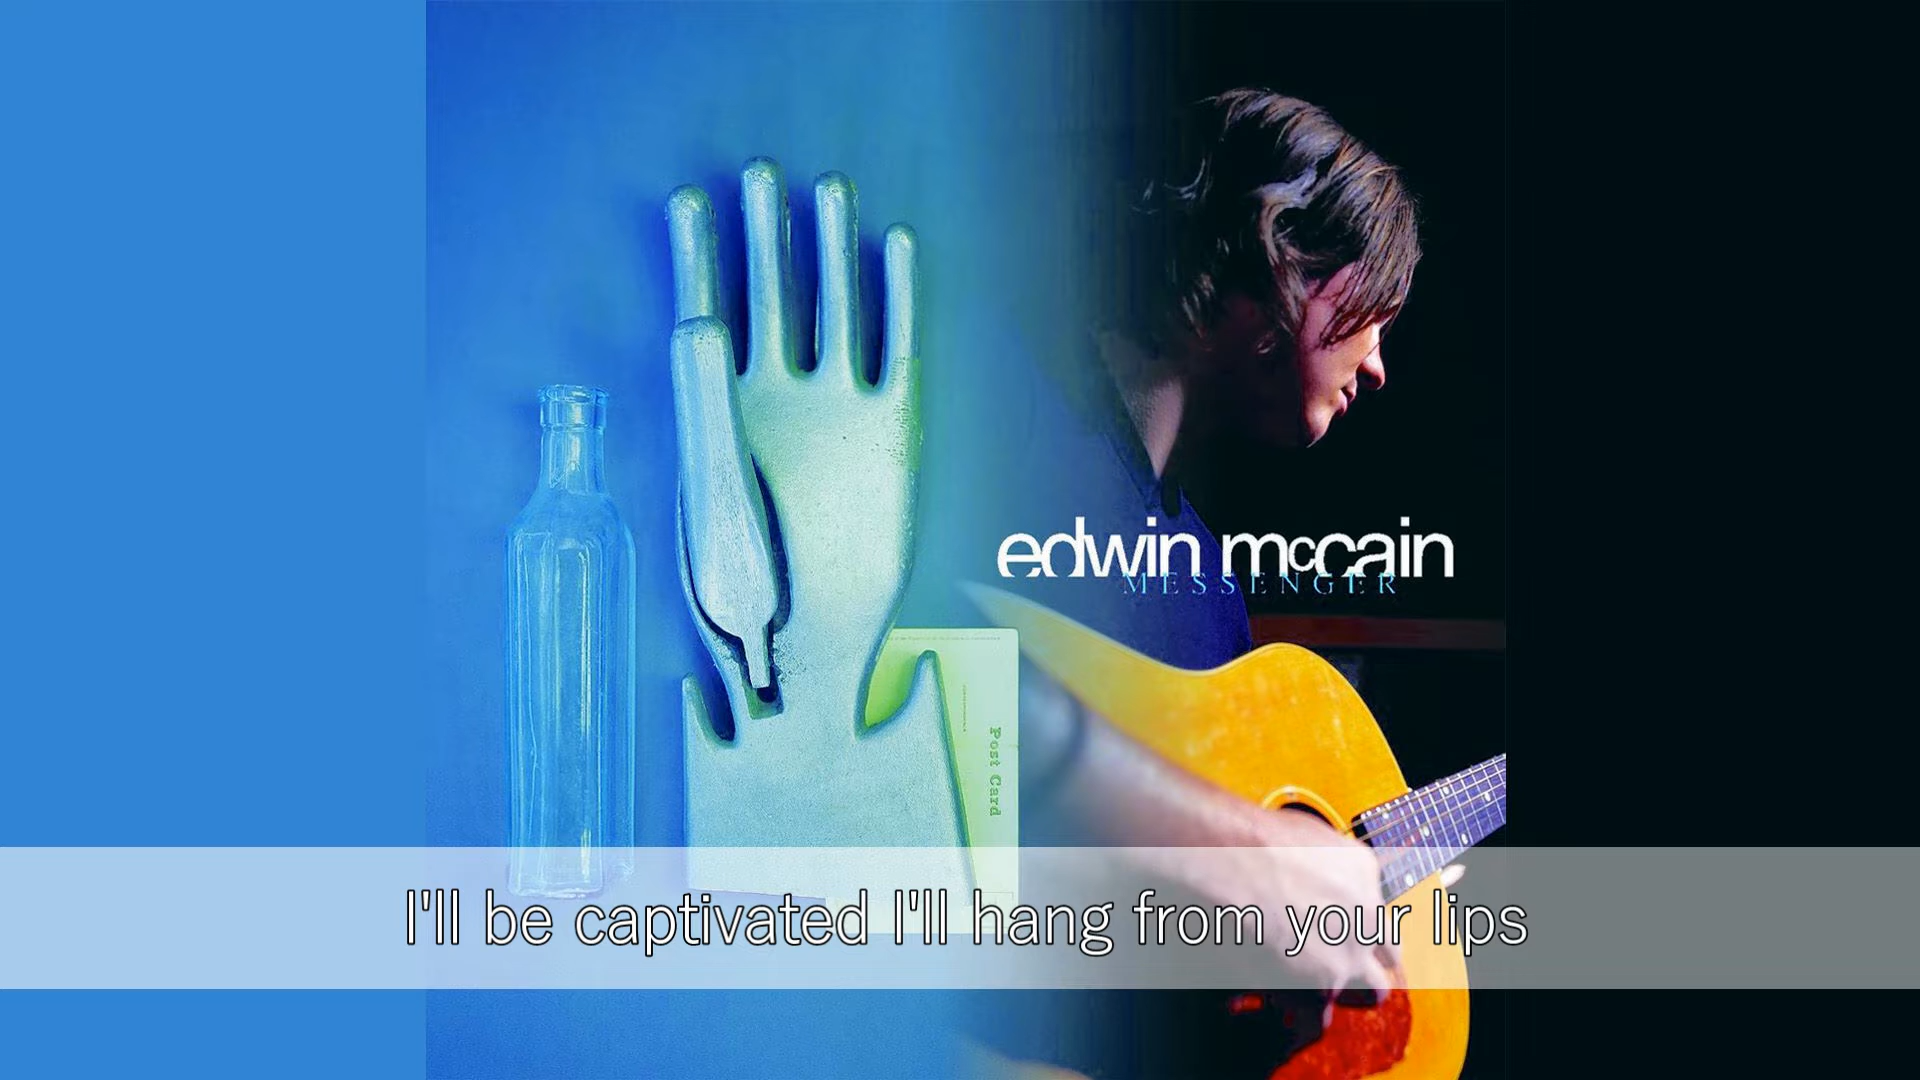 edwin mccain
MESSENGER
Post Card
I'll be captivated I'll hang from your lips